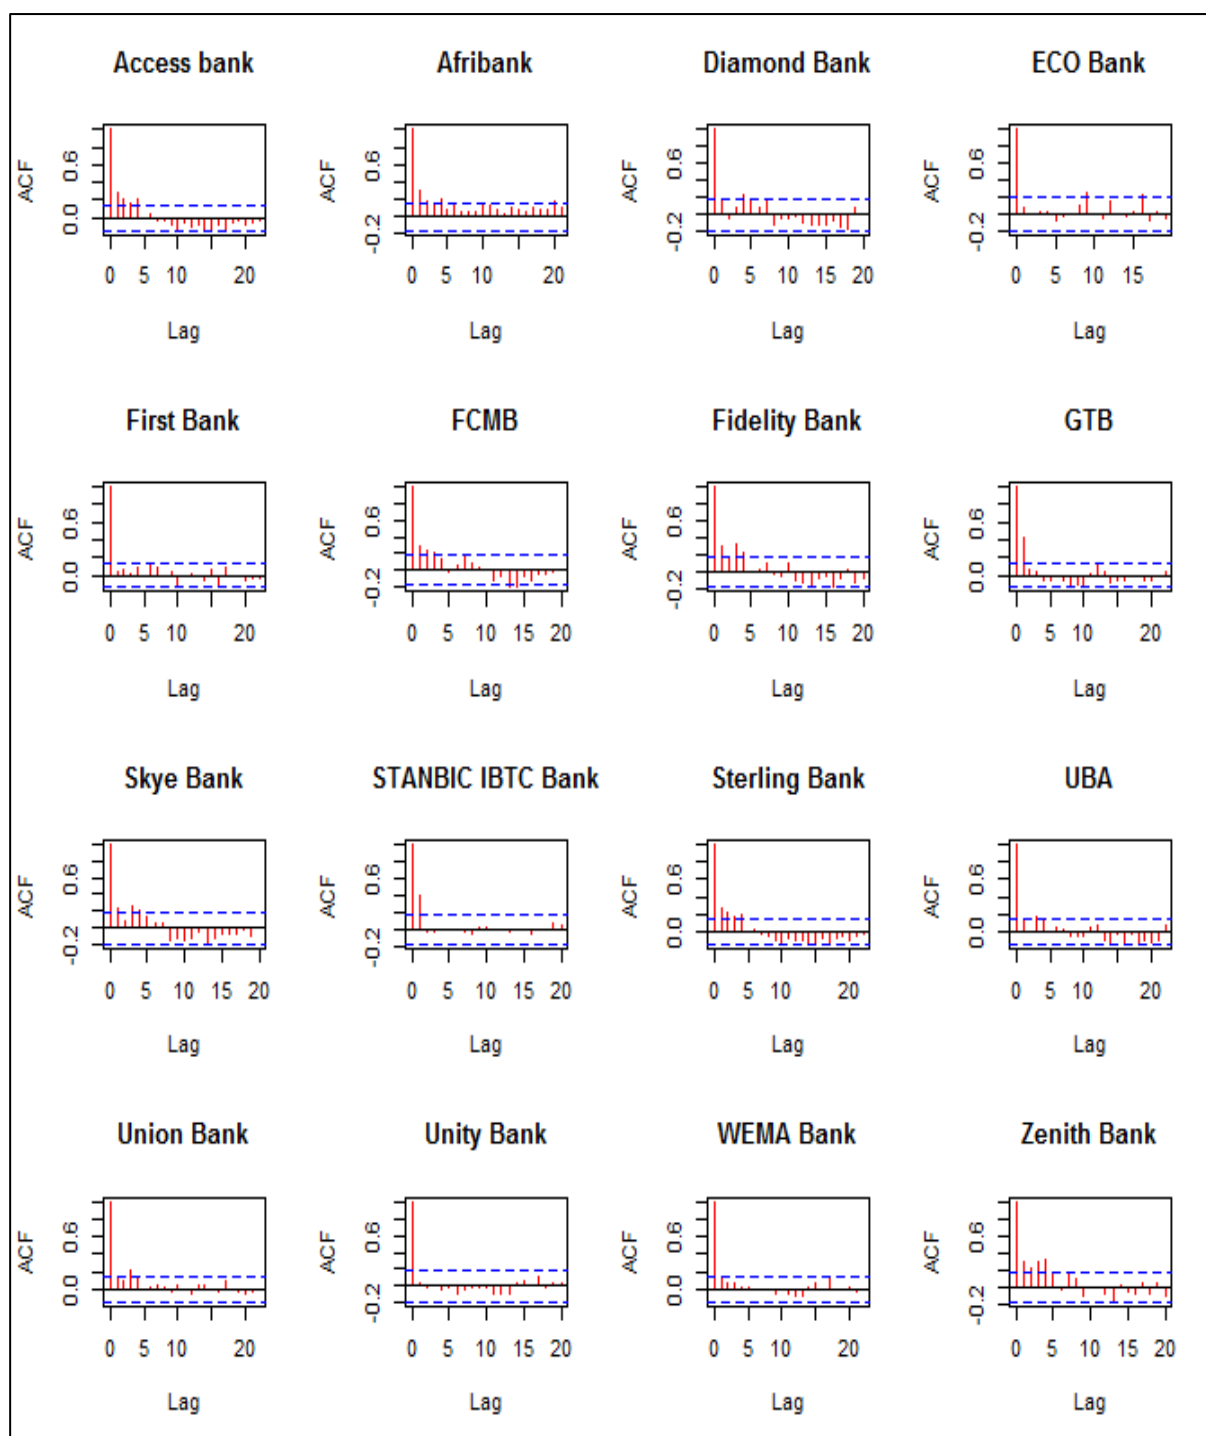 Access bank Afribank Diamond Bank ECO Bank
ACF 0.0 0.6 ACF -0.2 0.6 ACF -0.2 0.6 ACF -0.2 0.6
0 5 10 20 0 5 10 20 0 5 10 15 20 0 5 10 15
Lag Lag Lag Lag
First Bank FCMB Fidelity Bank GTB
ACF 0.0 0.6 ACF -0.2 0.6 ACF -0.2 0.6 ACF 0.0 0.6
0 5 10 20 0 5 10 15 20 0 5 10 15 20 0 5 10 20
Lag Lag Lag Lag
Skye Bank STANBIC IBTC Bank Sterling Bank UBA
ACF -0.2 0.6 ACF -0.2 0.6 ACF 0.0 0.6 ACF 0.0 0.6
0 5 10 15 20 0 5 10 15 20 0 5 10 20 0 5 10 20
Lag Lag Lag Lag
Union Bank Unity Bank WEMA Bank Zenith Bank
ACF 0.0 0.6 ACF -0.2 0.6 ACF 0.0 0.6 ACF -0.2 0.6
0 5 10 20 0 5 10 15 20 0 5 10 20 0 5 10 15 20
Lag Lag Lag Lag